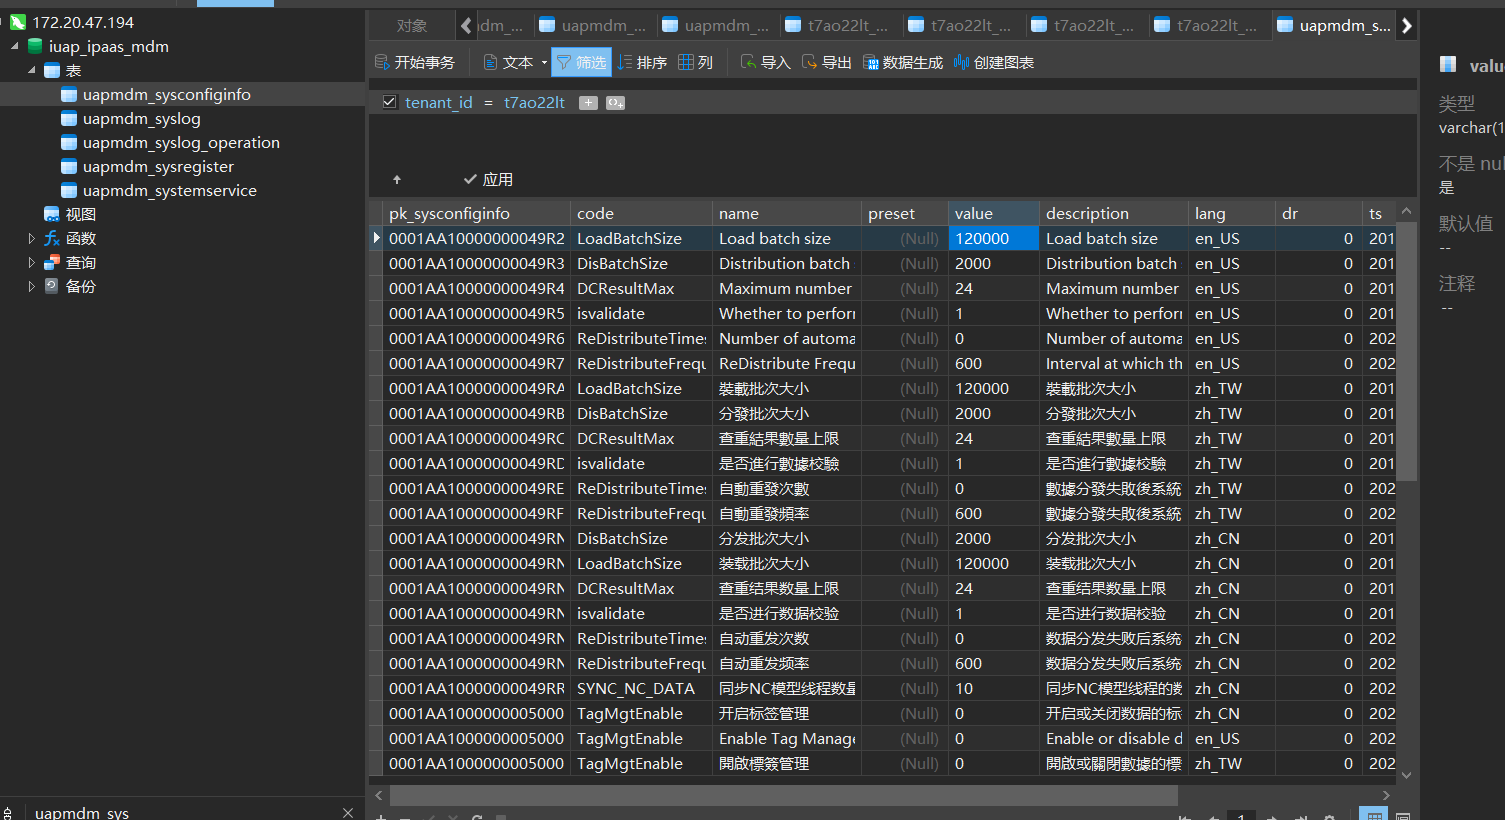 172.20.47.194
iuap_ipaas_mdm
表
uapmdm_sysconfiginfo
uapmdm_syslog
uapmdm_syslog_operation
uapmdm_sysregister
uapmdm_systemservice
视图
函数
查询
备份
uapmdm_sys
对象 dm_... uapmdm_... uapmdm_... t7ao22lt_... t7ao22lt_... t7ao22lt_... t7ao22lt_... uapmdm_s...
开始事务 文本 筛选 排序 列 导入 导出 数据生成 创建图表
tenant_id = t7ao22lt
应用
pk_sysconfiginfo code name preset value description lang dr ts
0001AA10000000049R2 LoadBatchSize Load batch size (Null) 120000 Load batch size en_US 0 201
0001AA10000000049R3 DisBatchSize Distribution batch (Null) 2000 Distribution batch en_US 0 201
0001AA10000000049R4 DCResultMax Maximum number (Null) 24 Maximum number en_US 0 201
0001AA10000000049R5 isvalidate Whether to perforr (Null) 1 Whether to perforr en_US 0 201
0001AA10000000049R6 ReDistributeTimes Number of automa (Null) 0 Number of automa en_US 0 202
0001AA10000000049R7 ReDistributeFrequ ReDistribute Frequ (Null) 600 Interval at which th en_US 0 202
0001AA10000000049RA LoadBatchSize 裝載批次大小 (Null) 120000 裝載批次大小 zh_TW 0 201
0001AA10000000049RB DisBatchSize 分發批次大小 (Null) 2000 分發批次大小 zh_TW 0 201
0001AA10000000049RC DCResultMax 查重結果數量上限 (Null) 24 查重結果數量上限 zh_TW 0 201
0001AA10000000049RD isvalidate 是否進行數據校驗 (Null) 1 是否進行數據校驗 zh_TW 0 201
0001AA10000000049RE ReDistributeTimes 自動重發次數 (Null) 0 數據分發失敗後系統 zh_TW 0 202
0001AA10000000049RF ReDistributeFrequ 自動重發頻率 (Null) 600 數據分發失敗後系統 zh_TW 0 202
0001AA10000000049RN DisBatchSize 分发批次大小 (Null) 2000 分发批次大小 zh_CN 0 201
0001AA10000000049RN LoadBatchSize 装载批次大小 (Null) 120000 装载批次大小 zh_CN 0 201
0001AA10000000049RN DCResultMax 查重结果数量上限 (Null) 24 查重结果数量上限 zh_CN 0 201
0001AA10000000049RN isvalidate 是否进行数据校验 (Null) 1 是否进行数据校验 zh_CN 0 201
0001AA10000000049RN ReDistributeTimes 自动重发次数 (Null) 0 数据分发失败后系统 zh_CN 0 202
0001AA10000000049RN ReDistributeFrequ 自动重发频率 (Null) 600 数据分发失败后系统 zh_CN 0 202
0001AA10000000049RR SYNC_NC_DATA 同步NC模型线程数量 (Null) 10 同步NC模型线程的数 zh_CN 0 202
0001AA1000000005000 TagMgtEnable 开启标签管理 (Null) 0 开启或关闭数据的标 zh_CN 0 202
0001AA1000000005000 TagMgtEnable Enable Tag Manage (Null) 0 Enable or disable d en_US 0 202
0001AA1000000005000 TagMgtEnable 開啟標簽管理 (Null) 0 開啟或關閉數據的標 zh_TW 0 202
1
valu
类型
varchar(1
不是 nul
是
默认值
--
注释
--